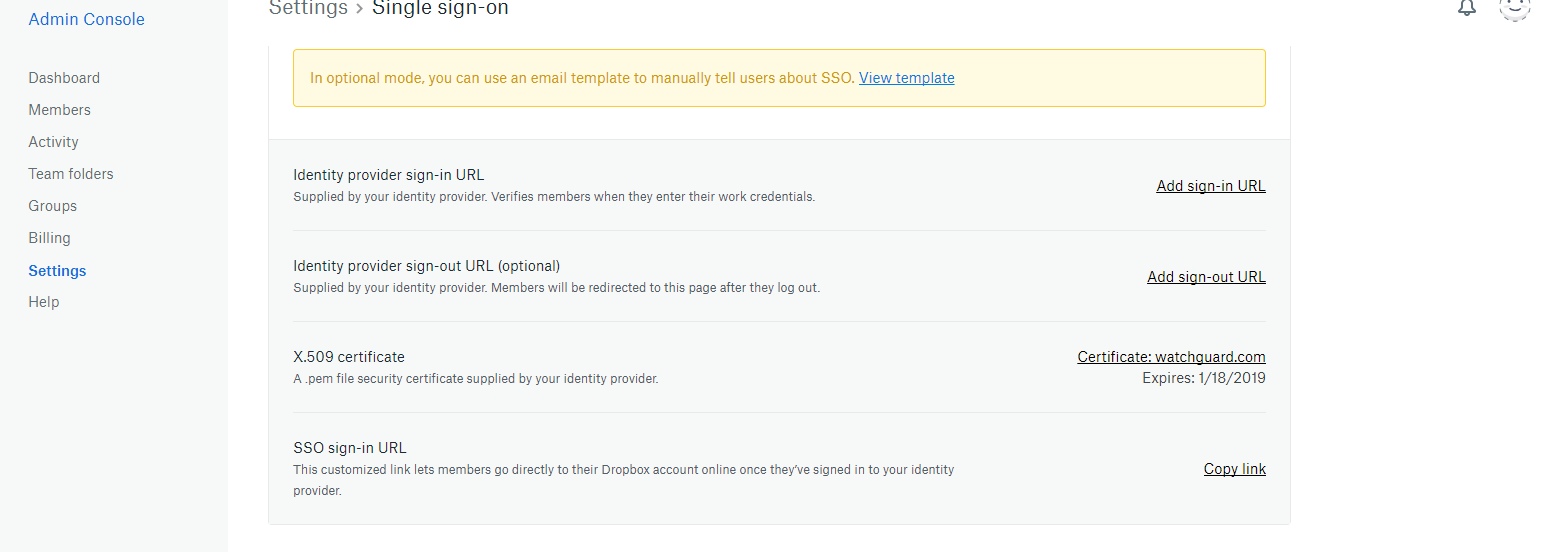 Admin Console
Settings › Single sign-on
Dashboard
Members
Activity
Team folders
Groups
Billing
Settings
Help
In optional mode, you can use an email template to manually tell users about SSO. View template
Identity provider sign-in URL
Supplied by your identity provider. Verifies members when they enter their work credentials.
Add sign-in URL
Identity provider sign-out URL (optional)
Supplied by your identity provider. Members will be redirected to this page after they log out.
Add sign-out URL
X.509 certificate
A .pem file security certificate supplied by your identity provider.
Certificate: watchguard.com
Expires: 1/18/2019
SSO sign-in URL
This customized link lets members go directly to their Dropbox account online once they’ve signed in to your identity
provider.
Copy link